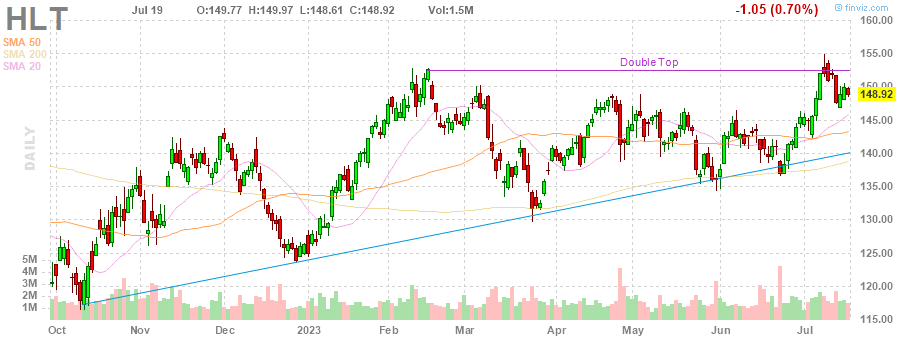 HLT Jul 19 O:149.77 H:149.97 L:148.61 C:148.92 Vol:1.5M -1.05 (0.70%) finviz.com
SMA 50
SMA 200
SMA 20
DAILY
Double Top
160.00
155.00
150.00
148.92
145.00
140.00
135.00
130.00
125.00
120.00
115.00
5M
4M
3M
2M
1M
Oct Nov Dec 2023 Feb Mar Apr May Jun Jul